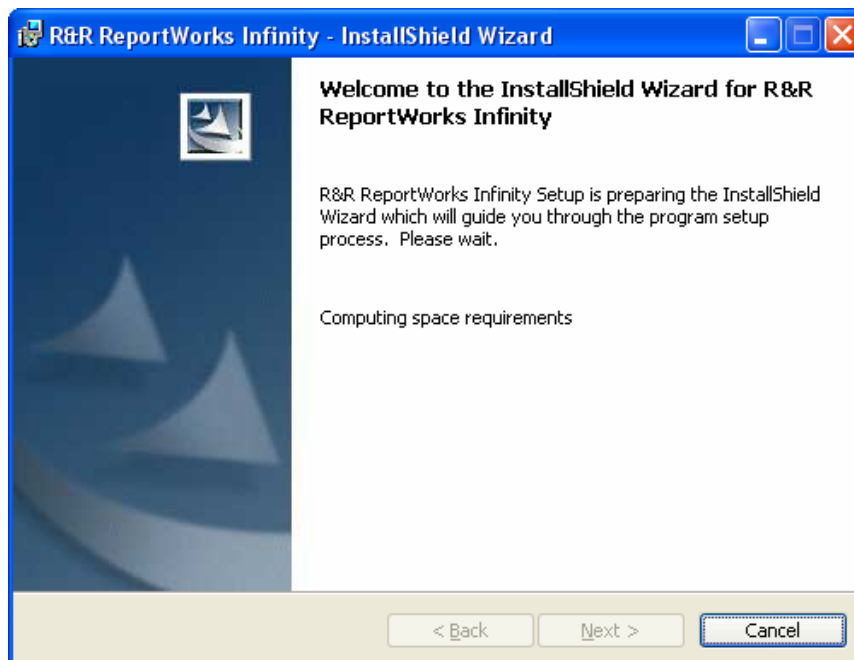 R&R ReportWorks Infinity - InstallShield Wizard
Welcome to the InstallShield Wizard for R&R
ReportWorks Infinity
R&R ReportWorks Infinity Setup is preparing the InstallShield
Wizard which will guide you through the program setup
process. Please wait.
Computing space requirements
< Back
Next >
Cancel